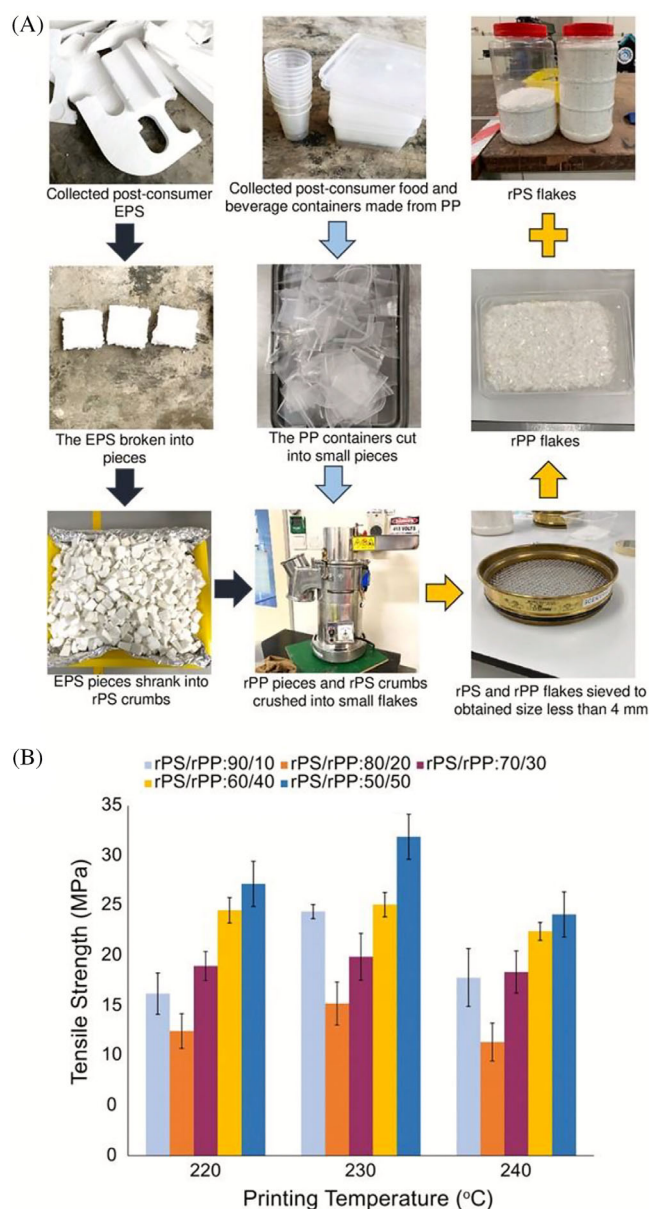 (A)
Collected post-consumer
EPS
Collected post-consumer food and
beverage containers made from PP
rPS flakes
The EPS broken into
pieces
The PP containers cut
into small pieces
rPP flakes
EPS pieces shrank into
rPS crumbs
rPP pieces and rPS crumbs
crushed into small flakes
rPS and rPP flakes sieved to
obtained size less than 4 mm
(B)
rPS/rPP:90/10 rPS/rPP:80/20 rPS/rPP:70/30
rPS/rPP:60/40 rPS/rPP:50/50
Tensile Strength (MPa)
35
30
25
20
15
10
0
0
220 230 240
Printing Temperature (oC)